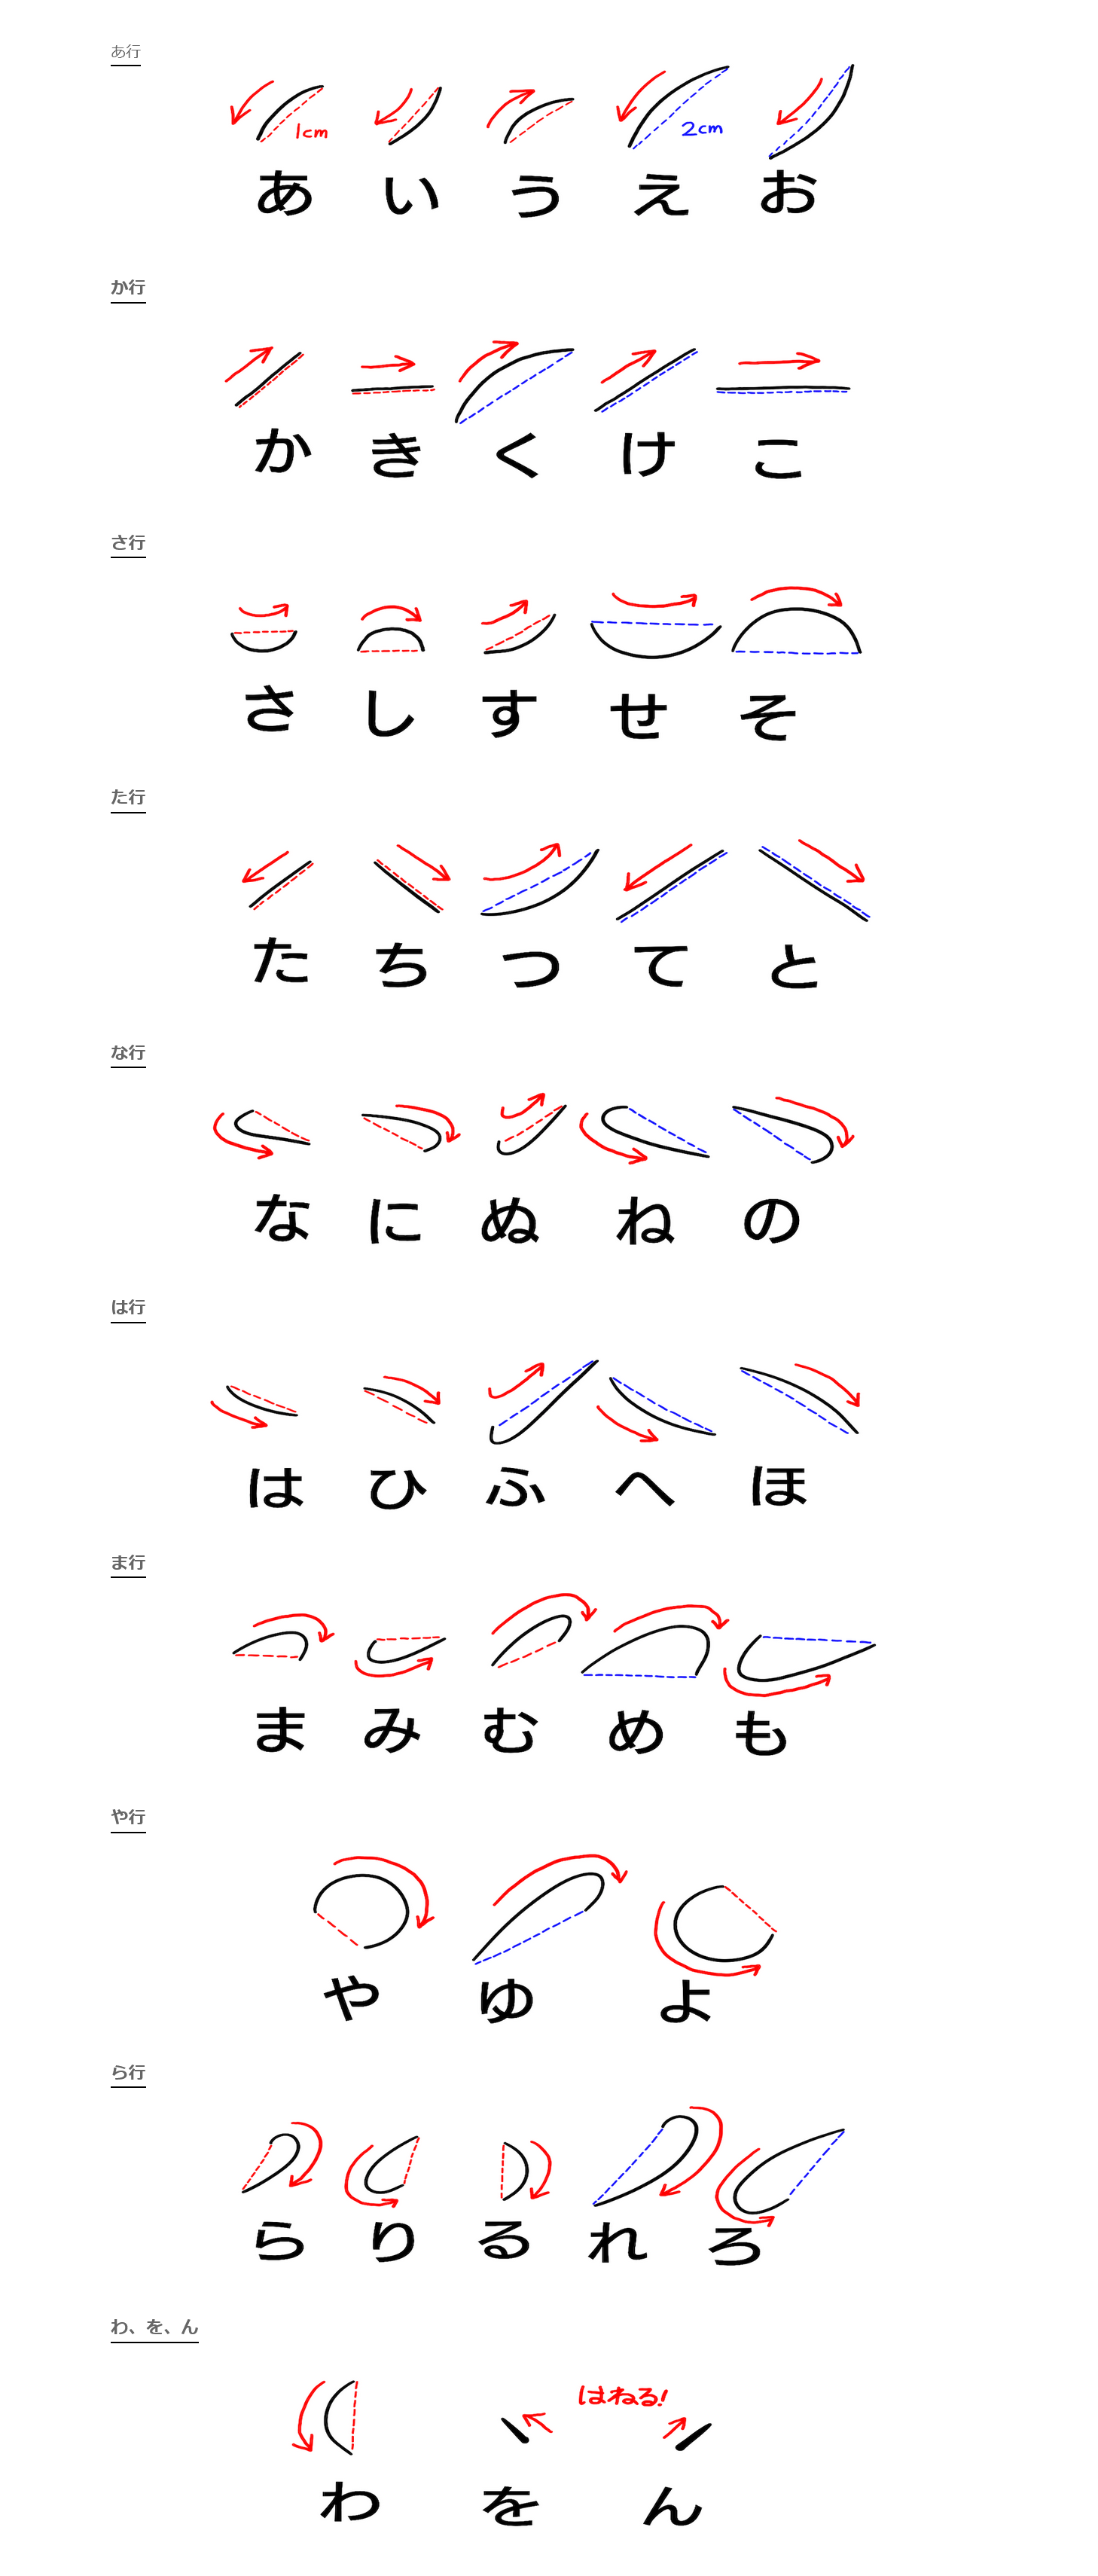 あ行
1cm 2cm
あ い う え お
か行
か き く け こ
さ行
さ し す せ そ
た行
た ち つ て と
な行
な に ぬ ね の
は行
は ひ ふ へ ほ
ま行
ま み む め も
や行
や ゆ よ
ら行
ら り る れ ろ
わ、を、ん
はねる!
わ を ん